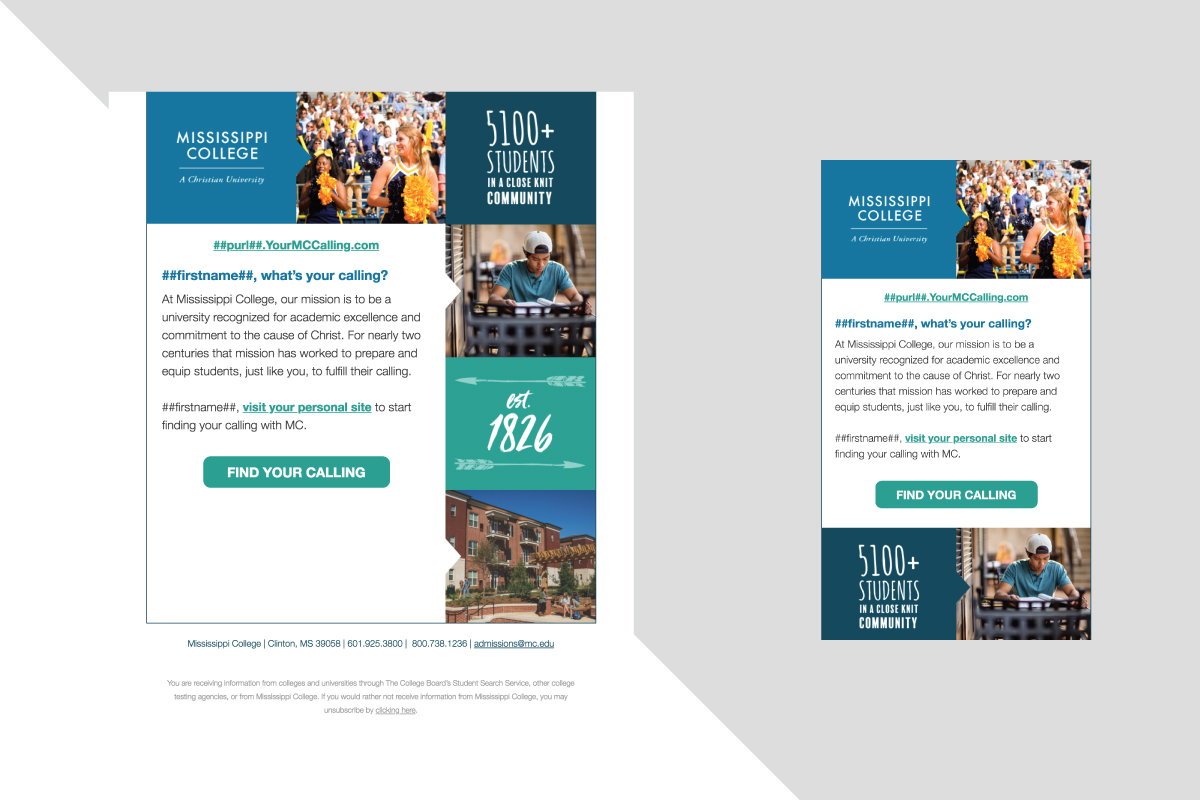 MISSISSIPPI
COLLEGE
A Christian University
5100+
STUDENTS
IN A CLOSE KNIT
COMMUNITY
##purl##.YourMCCalling.com
##firstname##, what's your calling?
At Mississippi College, our mission is to be a
university recognized for academic excellence and
commitment to the cause of Christ. For nearly two
centuries that mission has worked to prepare and
equip students, just like you, to fulfill their calling.
##firstname##, visit your personal site to start
finding your calling with MC.
FIND YOUR CALLING
est.
1826
Mississippi College | Clinton, MS 39058 | 601.925.3800 | 800.738.1236 | admissions@mc.edu
You are receiving information from colleges and universities through The College Board's Student Search Service, other college
testing agencies, or from Mississippi College. If you would rather not receive information from Mississippi College, you may
unsubscribe by clicking here.
MISSISSIPPI
COLLEGE
A Christian University
##purl##.YourMCCalling.com
##firstname##, what's your calling?
At Mississippi College, our mission is to be a
university recognized for academic excellence and
commitment to the cause of Christ. For nearly two
centuries that mission has worked to prepare and
equip students, just like you, to fulfill their calling.
##firstname##, visit your personal site to start
finding your calling with MC.
FIND YOUR CALLING
5100+
STUDENTS
IN A CLOSE KNIT
COMMUNITY